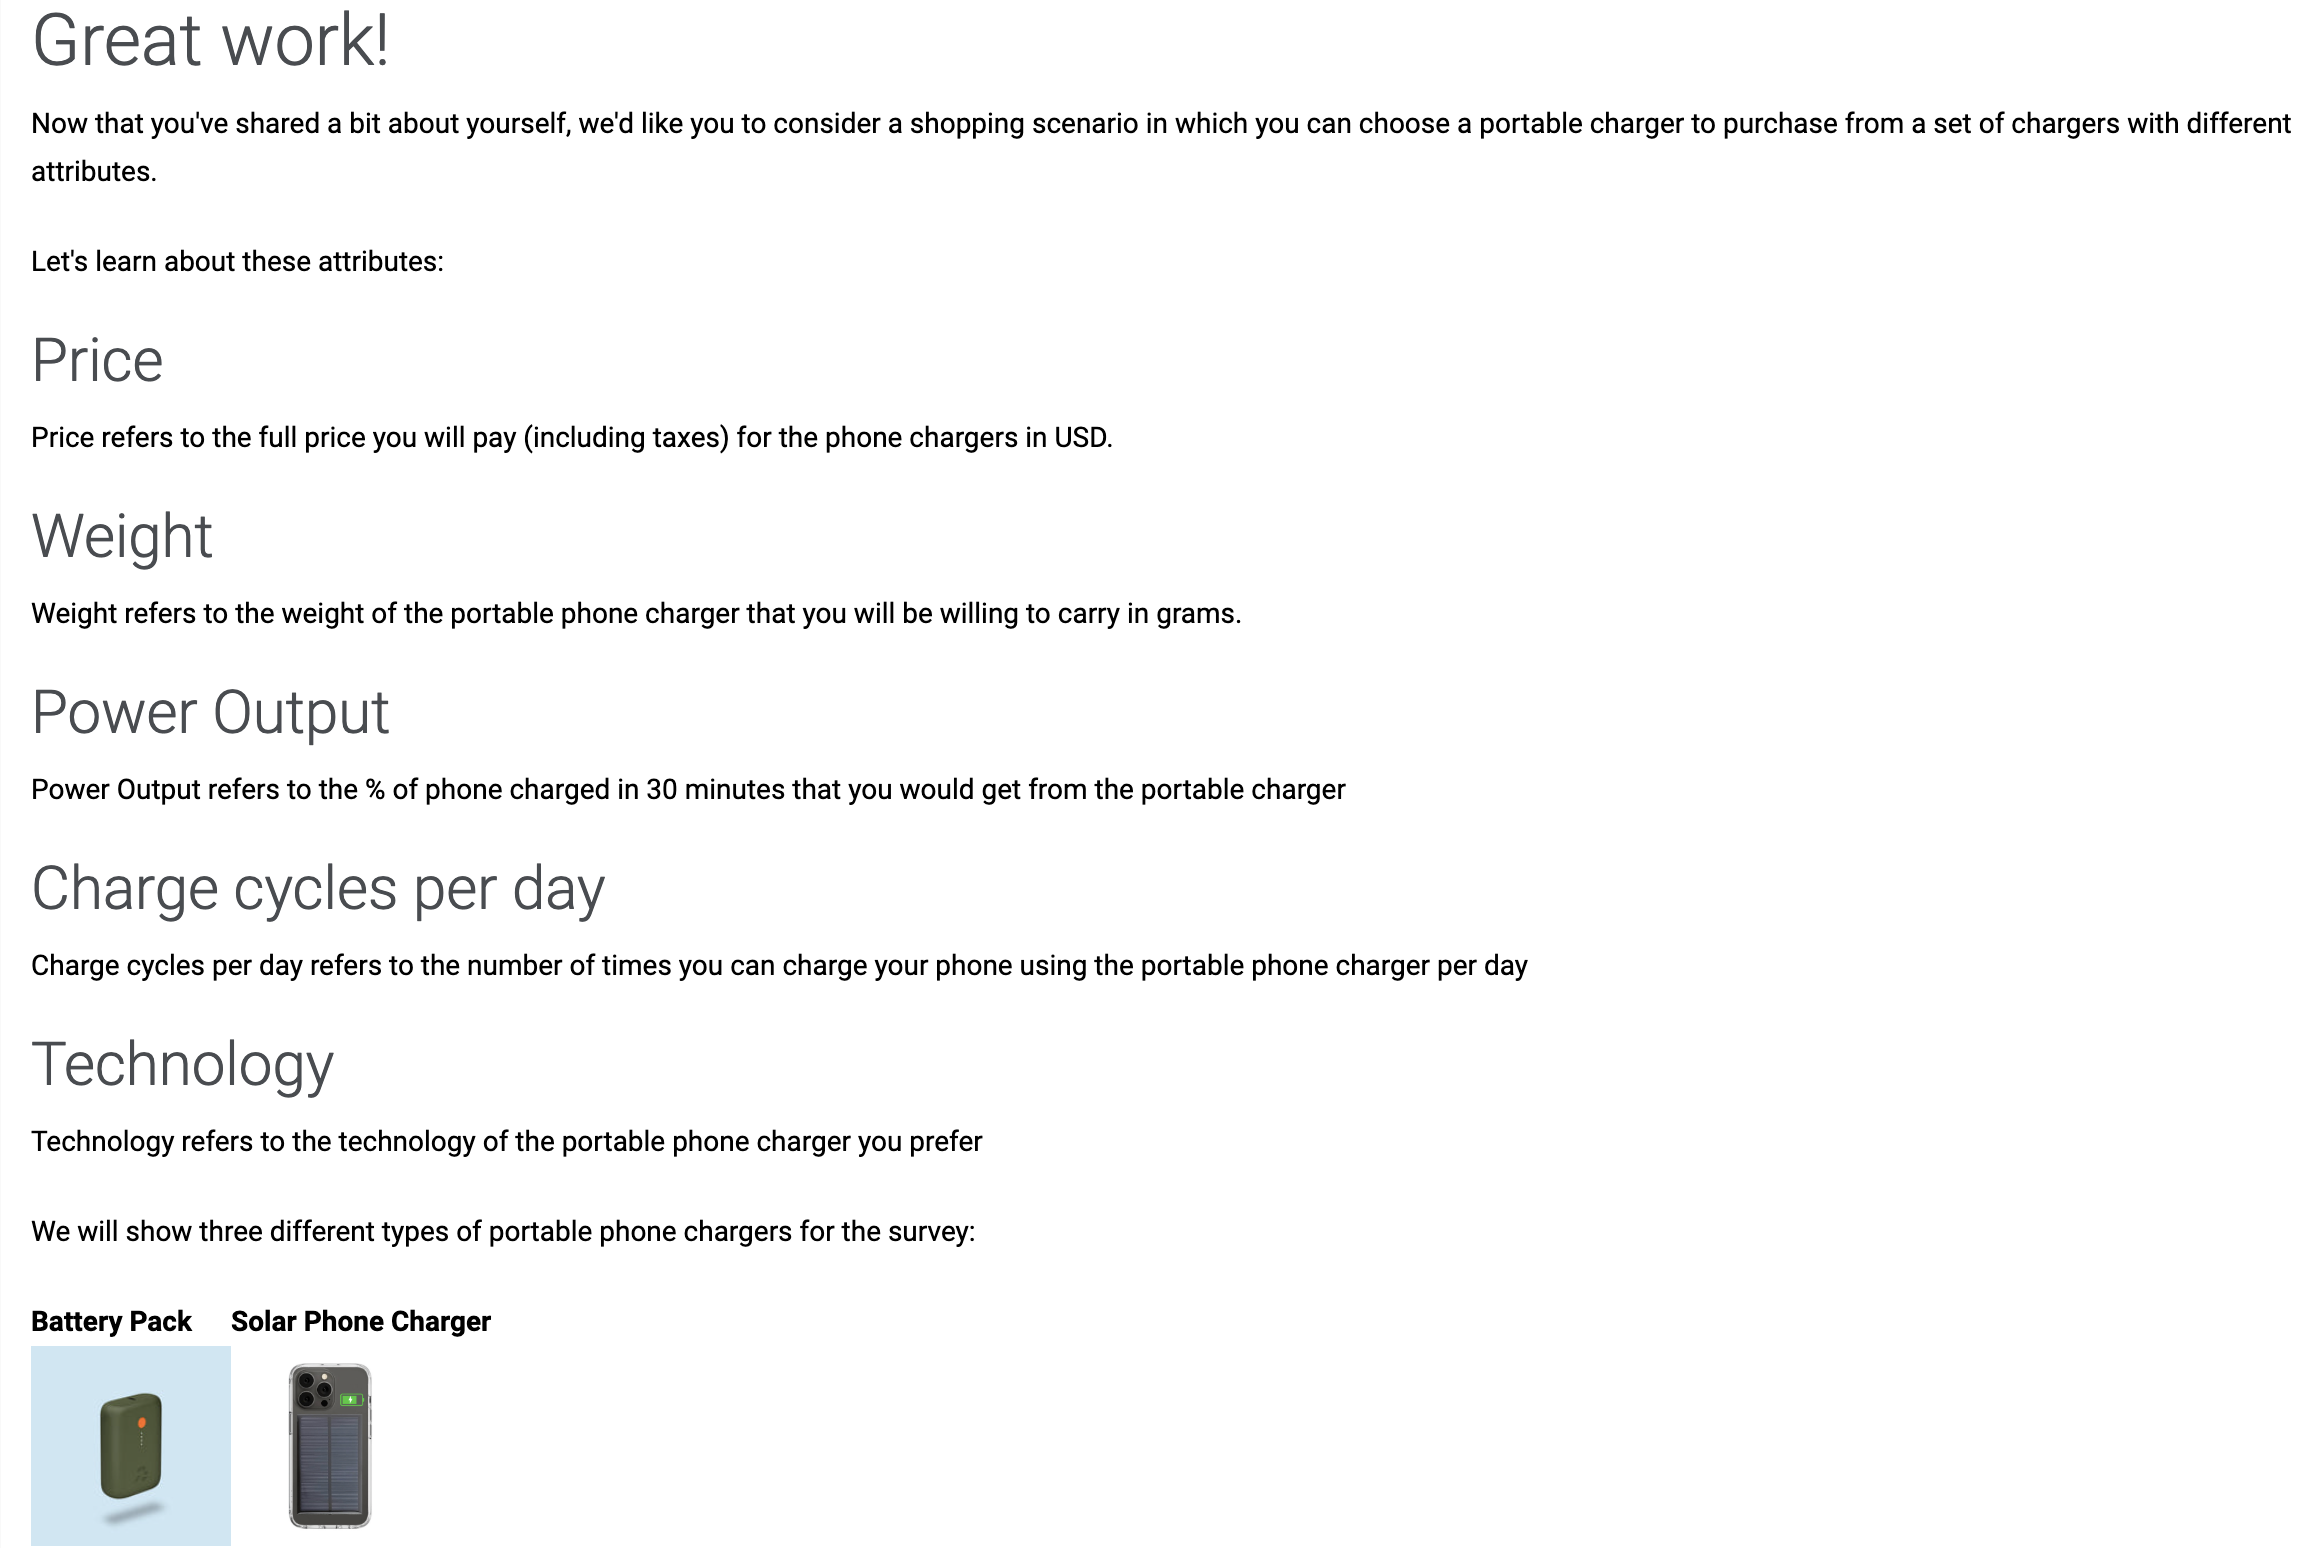 Great work!
Now that you've shared a bit about yourself, we'd like you to consider a shopping scenario in which you can choose a portable charger to purchase from a set of chargers with different
attributes.
Let's learn about these attributes:
Price
Price refers to the full price you will pay (including taxes) for the phone chargers in USD.
Weight
Weight refers to the weight of the portable phone charger that you will be willing to carry in grams.
Power Output
Power Output refers to the % of phone charged in 30 minutes that you would get from the portable charger
Charge cycles per day
Charge cycles per day refers to the number of times you can charge your phone using the portable phone charger per day
Technology
Technology refers to the technology of the portable phone charger you prefer
We will show three different types of portable phone chargers for the survey:
Battery Pack Solar Phone Charger